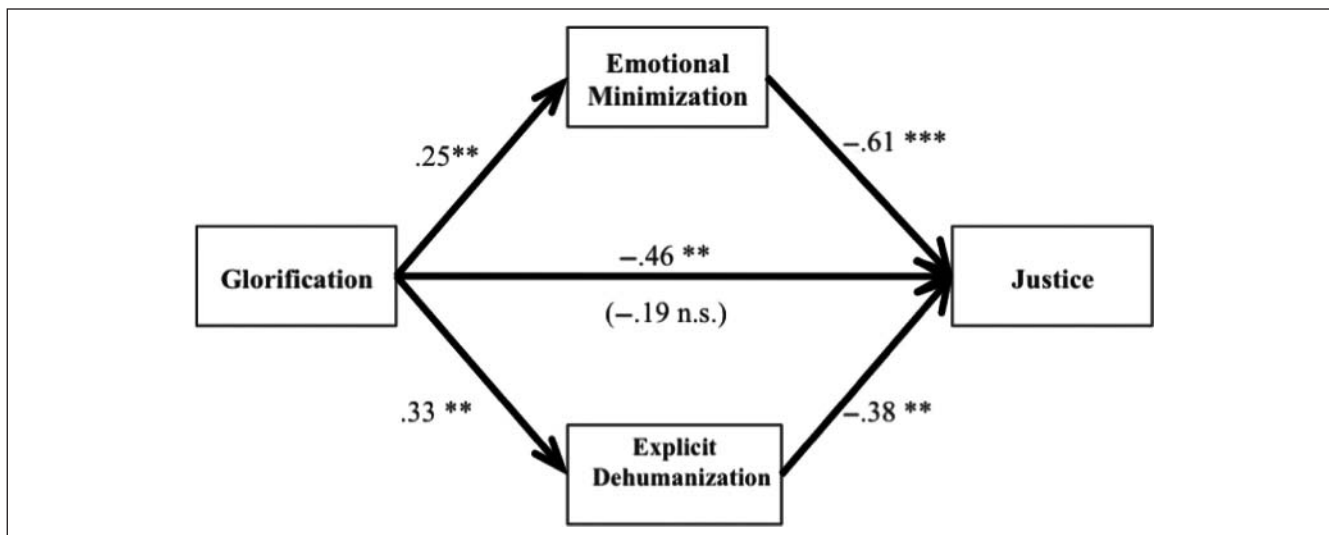 Emotional
Minimization
.25**
–.61 ***
Glorification
–.46 **
(–.19 n.s.)
Justice
.33 **
–.38 **
Explicit
Dehumanization